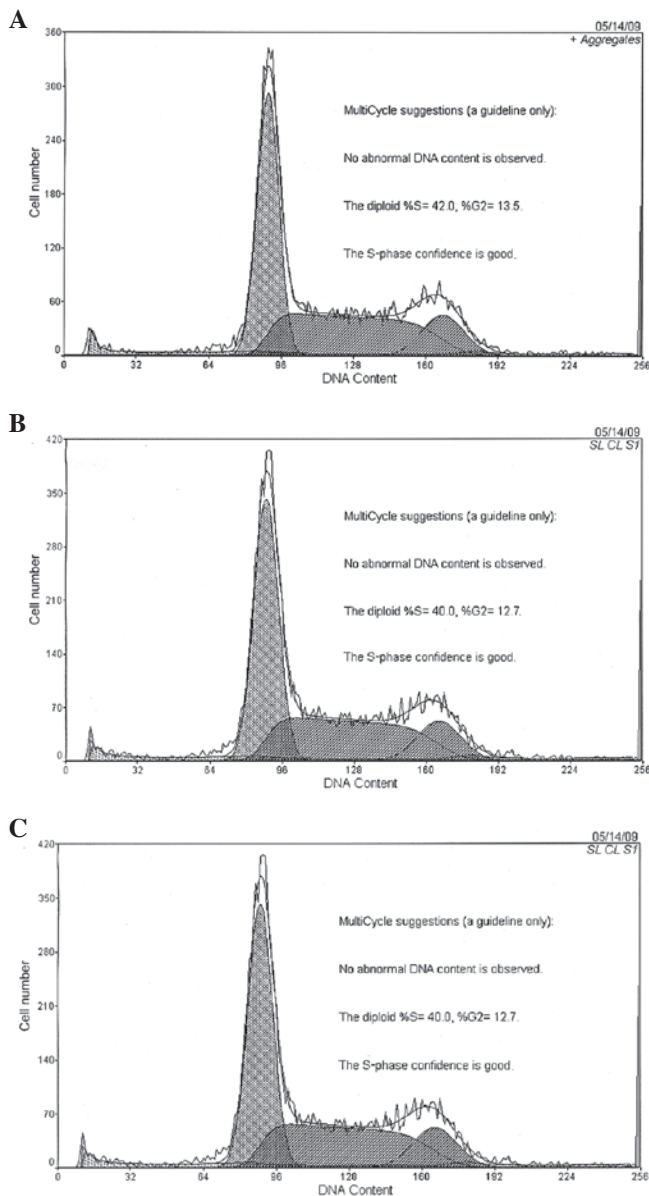 A
05/14/09
+ Aggregates
360
300
240
180
120
60
0
Cell number
MultiCycle suggestions (a guideline only):
No abnormal DNA content is observed.
The diploid %S= 42.0, %G2= 13.5.
The S-phase confidence is good.
0 32 64 96 128 160 192 224 256
DNA Content
B
05/14/09
SL CL S1
420
350
280
210
140
70
0
Cell number
MultiCycle suggestions (a guideline only):
No abnormal DNA content is observed.
The diploid %S= 40.0, %G2= 12.7.
The S-phase confidence is good.
0 32 64 96 128 160 192 224 256
DNA Content
C
05/14/09
SL CL S1
420
350
280
210
140
70
0
Cell number
MultiCycle suggestions (a guideline only):
No abnormal DNA content is observed.
The diploid %S= 40.0, %G2= 12.7.
The S-phase confidence is good.
0 32 64 96 128 160 192 224 256
DNA Content